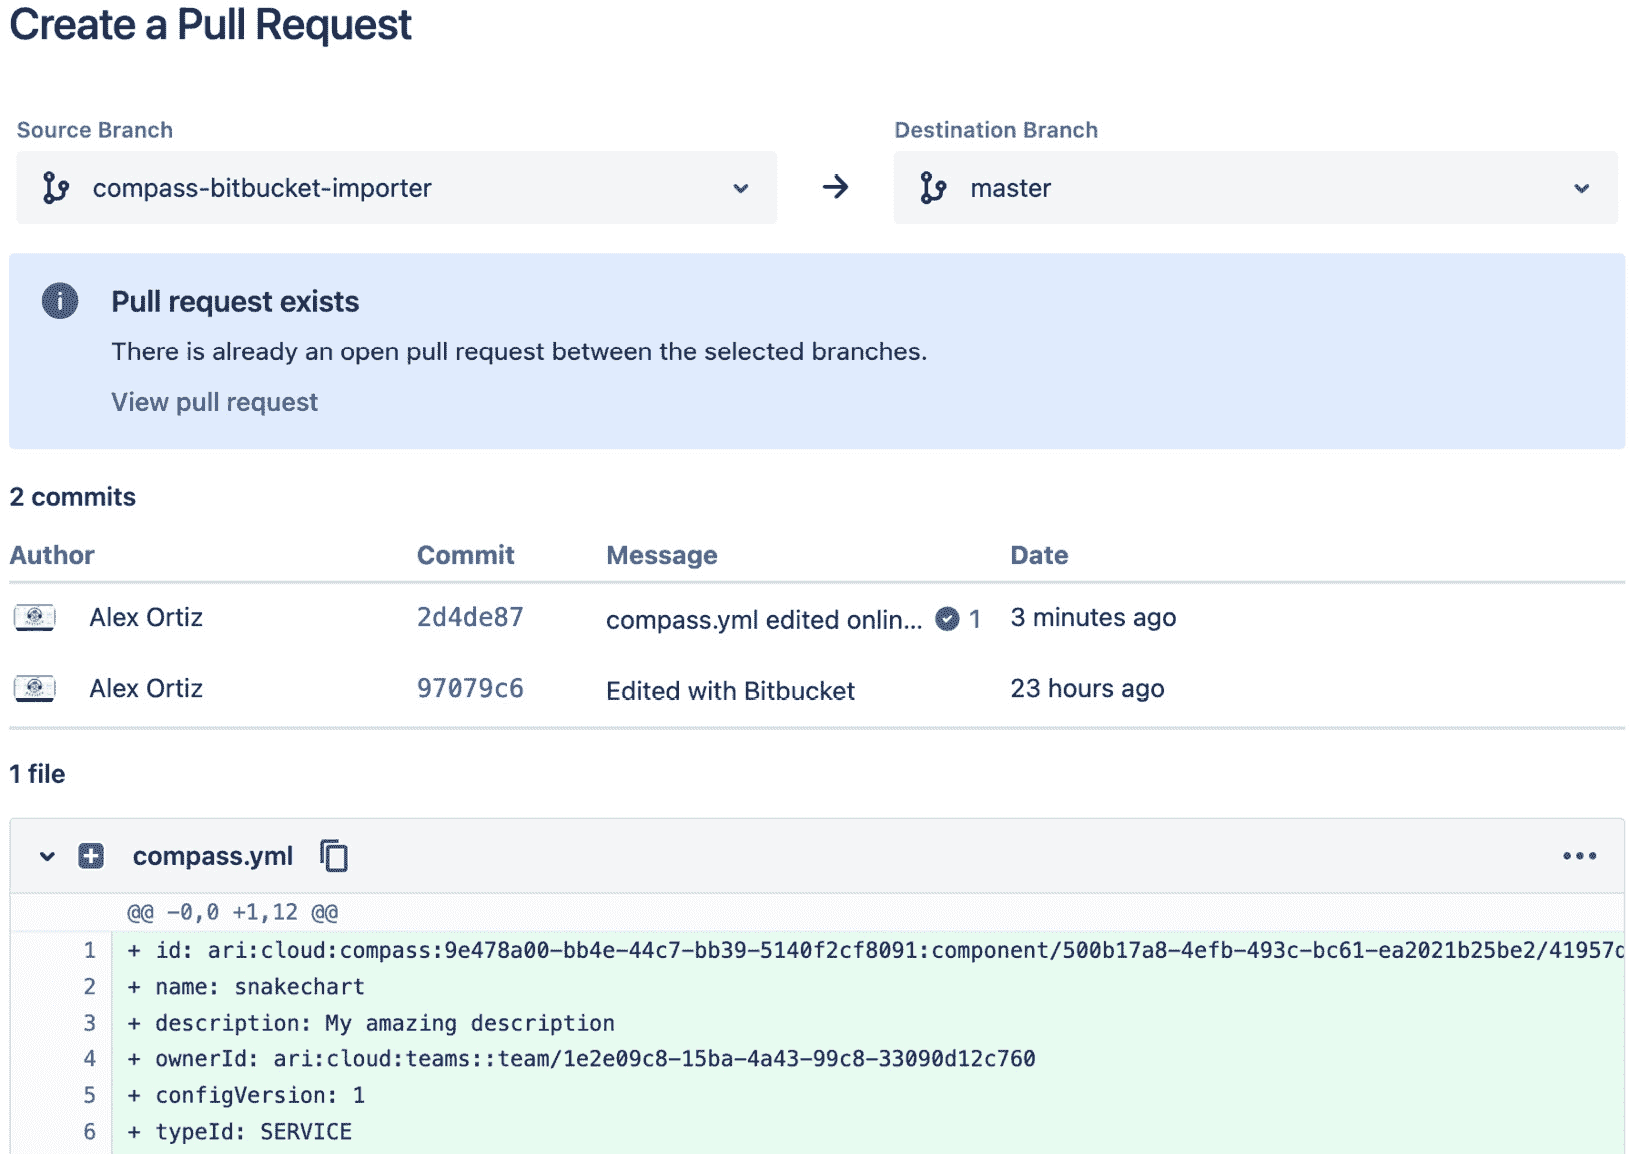 Create a Pull Request
Source Branch
Destination Branch
compass-bitbucket-importer
master
Pull request exists
There is already an open pull request between the selected branches.
View pull request
2 commits
Author Commit Message Date
Alex Ortiz 2d4de87 compass.yml edited onlin... 1 3 minutes ago
Alex Ortiz 97079c6 Edited with Bitbucket 23 hours ago
1 file
compass.yml
@@ -0,0 +1,12 @@
1 + id: ari:cloud:compass:9e478a00-bb4e-44c7-bb39-5140f2cf8091:component/500b17a8-4efb-493c-bc61-ea2021b25be2/41957
2 + name: snakechart
3 + description: My amazing description
4 + ownerId: ari:cloud:teams::team/1e2e09c8-15ba-4a43-99c8-33090d12c760
5 + configVersion: 1
6 + typeId: SERVICE